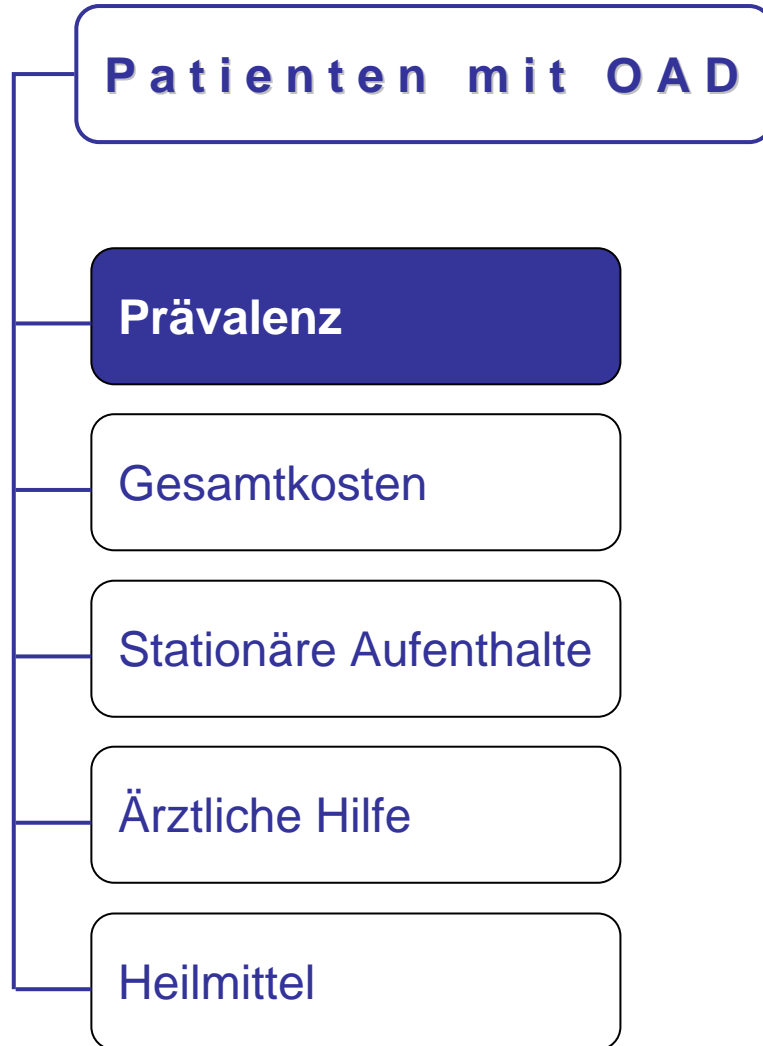 Patienten mit OAD
Prävalenz
Gesamtkosten
Stationäre Aufenthalte
Ärztliche Hilfe
Heilmittel